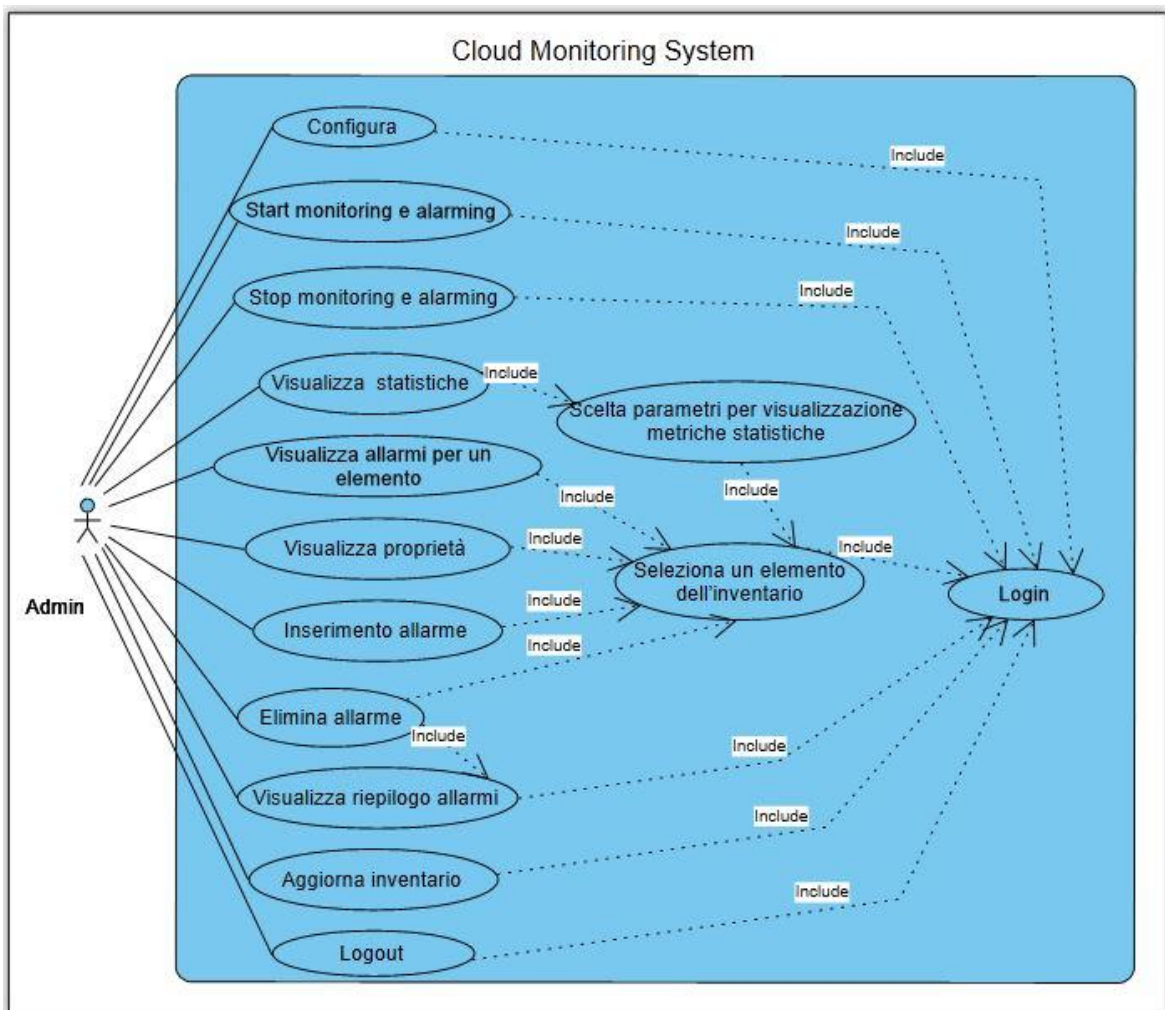 Cloud Monitoring System
Configura
Include
Start monitoring e alarming
Include
Stop monitoring e alarming
Include
Visualizza statistiche
Include
Scelta parametri per visualizzazione
metriche statistiche
Visualizza allarmi per un
elemento
Include
Include
Visualizza proprietà
Include
Include
Seleziona un elemento
dell'inventario
Login
Admin
Inserimento allarme
Include
Include
Elimina allarme
Include
Include
Visualizza riepilogo allarmi
Include
Aggiorna inventario
Include
Logout